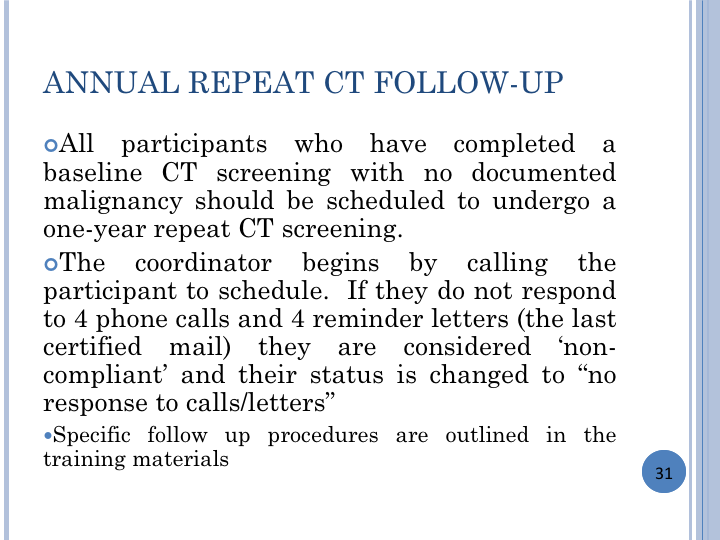 ANNUAL REPEAT CT FOLLOW-UP
All participants who have completed a
baseline CT screening with no documented
malignancy should be scheduled to undergo a
one-year repeat CT screening.
The coordinator begins by calling the
participant to schedule.  If they do not respond
to 4 phone calls and 4 reminder letters (the last
certified mail) they are considered ‘non-
compliant’ and their status is changed to “no
response to calls/letters”
Specific follow up procedures are outlined in the
training materials
31